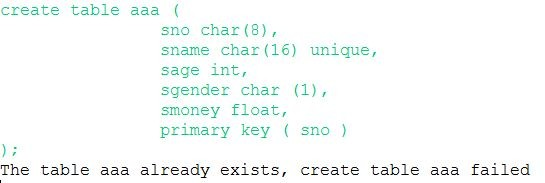 create table aaa (
sno char(8),
sname char(16) unique,
sage int,
sgender char (1),
smoney float,
primary key ( sno )
);
The table aaa already exists, create table aaa failed